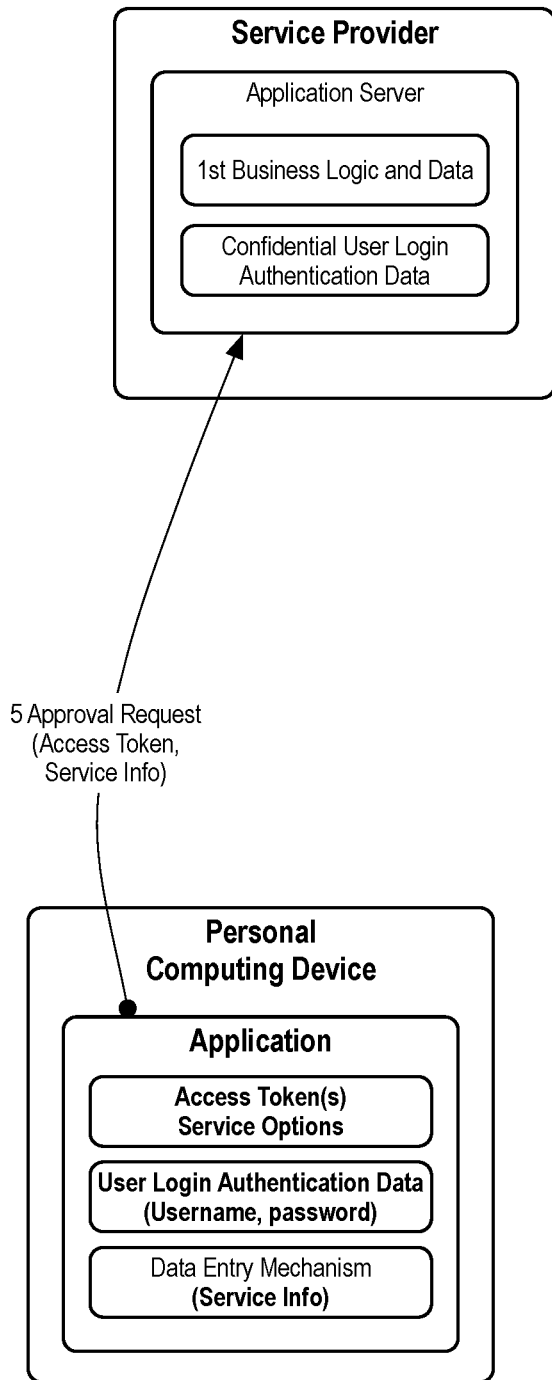 Service Provider
Application Server
1st Business Logic and Data
Confidential User Login
Authentication Data
5 Approval Request
(Access Token,
Service Info)
Personal
Computing Device
Application
Access Token(s)
Service Options
User Login Authentication Data
(Username, password)
Data Entry Mechanism
(Service Info)